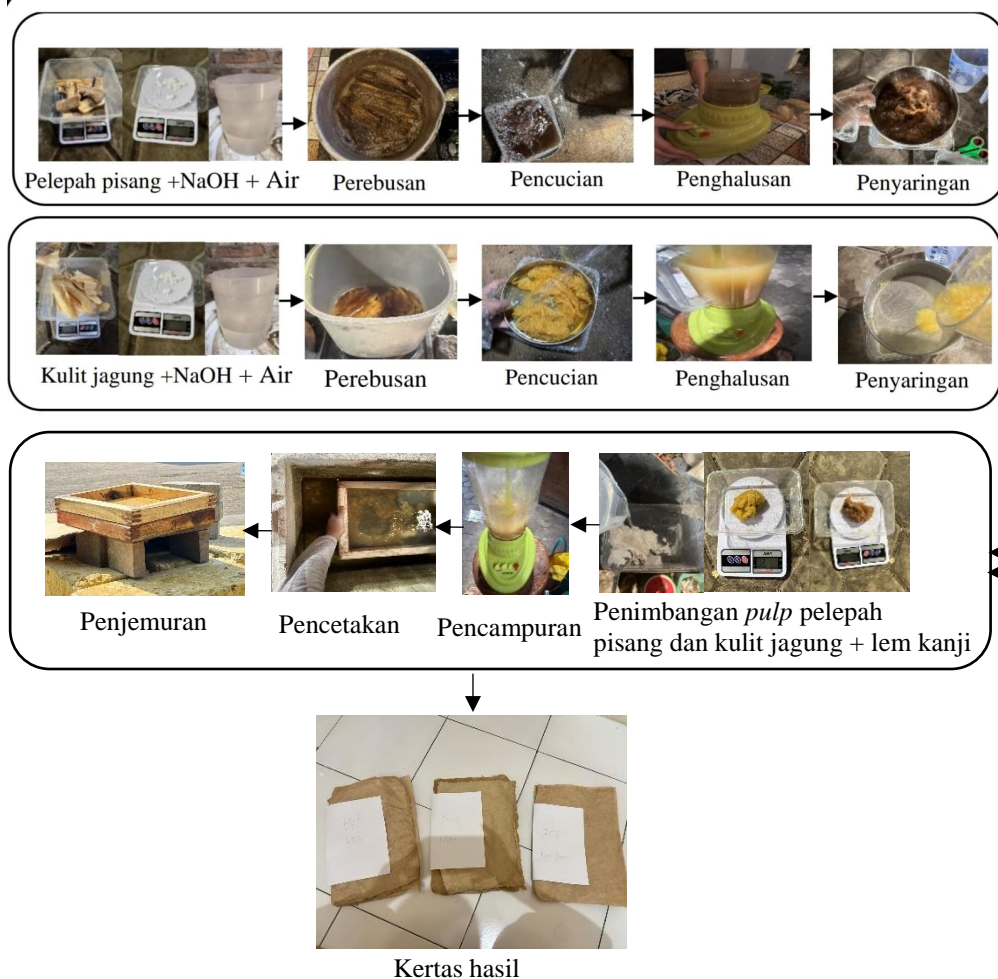 Pelepah pisang +NaOH + Air
Perebusan
Pencucian
Penghalusan
Penyaringan
Kulit jagung +NaOH + Air
Perebusan
Pencucian
Penghalusan
Penyaringan
Penjemuran
Pencetakan
Pencampuran
Penimbangan pulp pelepah
pisang dan kulit jagung + lem kanji
Kertas hasil